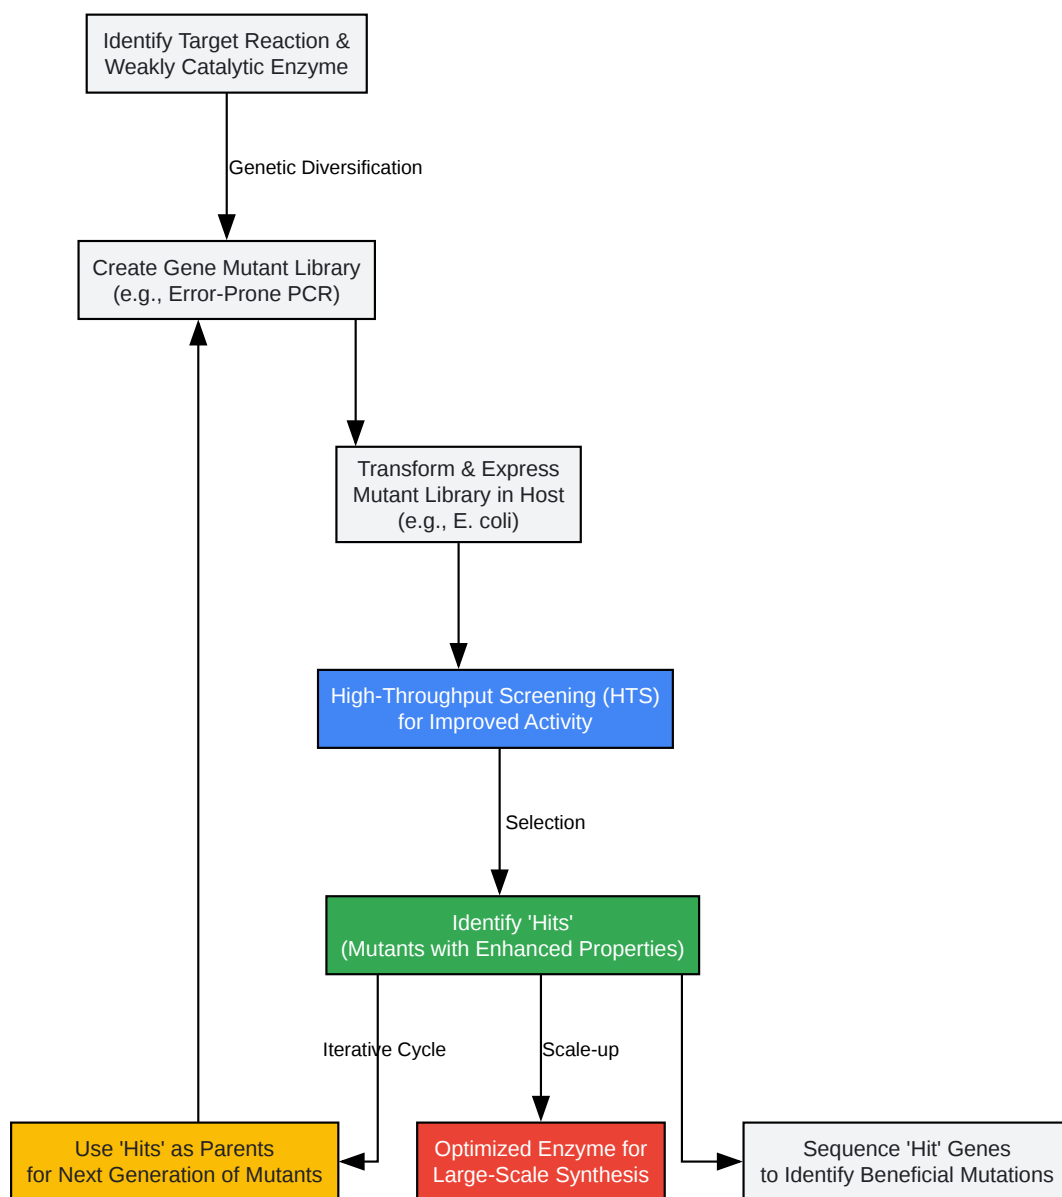 Identify Target Reaction &
Weakly Catalytic Enzyme
Genetic Diversification
Create Gene Mutant Library
(e.g., Error-Prone PCR)
Transform & Express
Mutant Library in Host
(e.g., E. coli)
High-Throughput Screening (HTS)
for Improved Activity
Selection
Identify 'Hits'
(Mutants with Enhanced Properties)
Iterative Cycle
Scale-up
Use 'Hits' as Parents
for Next Generation of Mutants
Optimized Enzyme for
Large-Scale Synthesis
Sequence 'Hit' Genes
to Identify Beneficial Mutations